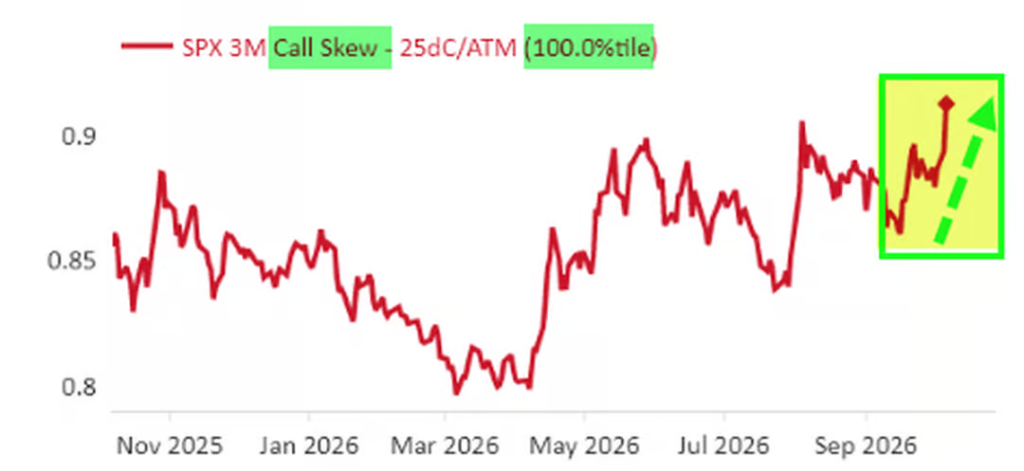 SPX 3M Call Skew - 25dC/ATM (100.0%tile)
0.9
0.85
0.8
Nov 2025 Jan 2026 Mar 2026 May 2026 Jul 2026 Sep 2026